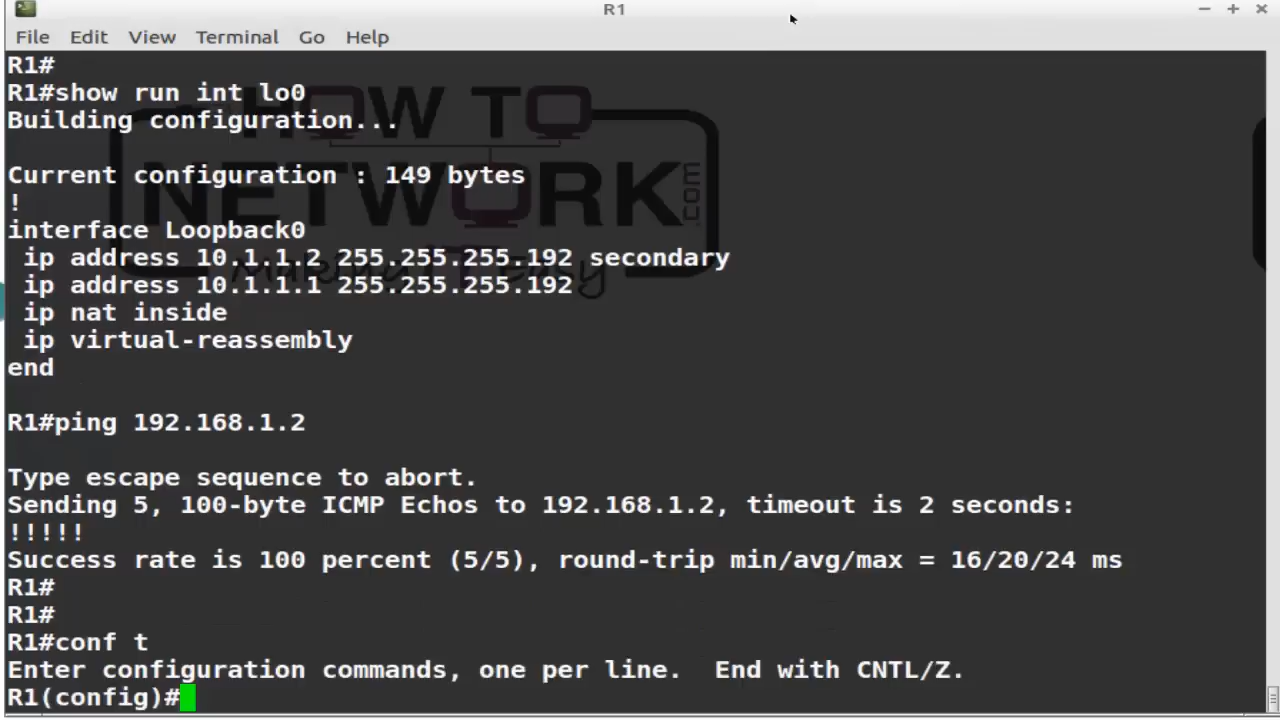 R1
File Edit View Terminal Go Help
R1#
R1#show run int lo0
Building configuration...
Current configuration : 149 bytes
!
interface Loopback0
 ip address 10.1.1.2 255.255.255.192 secondary
 ip address 10.1.1.1 255.255.255.192
 ip nat inside
 ip virtual-reassembly
end
R1#ping 192.168.1.2
Type escape sequence to abort.
Sending 5, 100-byte ICMP Echos to 192.168.1.2, timeout is 2 seconds:
!!!!!
Success rate is 100 percent (5/5), round-trip min/avg/max = 16/20/24 ms
R1#
R1#
R1#conf t
Enter configuration commands, one per line.  End with CNTL/Z.
R1(config)#
HOW TO
NETWORK.com
Making IT Easy